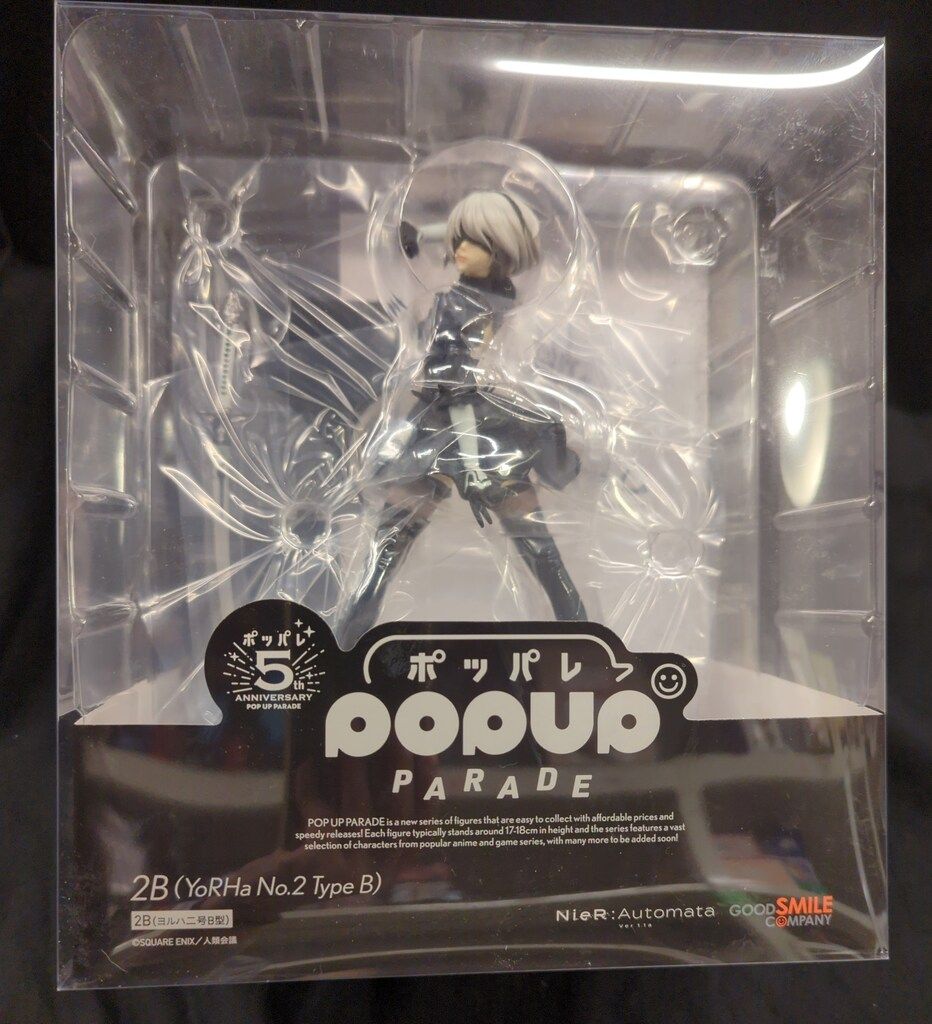 ポッパレ
5th
ANNIVERSARY
POP UP PARADE
ポッパレ
POPUP
PARADE
POP UP PARADE is a new series of figures that are easy to collect with affordable prices and
speedy releases! Each figure typically stands around 17-18cm in height and the series features a vast
selection of characters from popular anime and game series, with many more to be added soon!
2B (YoRHa No.2 Type B)
2B(ヨルハ二号B型)
©SQUARE ENIX/人類会議
NieR:Automata
Ver1.1a
GOOD SMILE
COMPANY